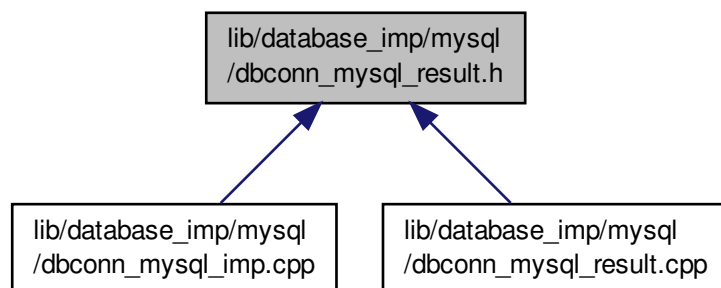 lib/database_imp/mysql
/dbconn_mysql_result.h
lib/database_imp/mysql
/dbconn_mysql_imp.cpp
lib/database_imp/mysql
/dbconn_mysql_result.cpp